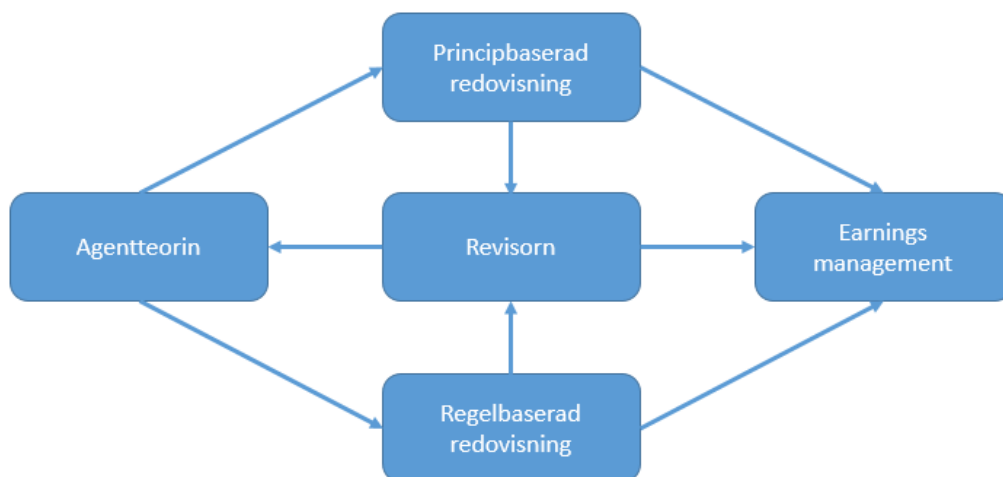 Principbaserad
redovisning
Agentteorin
Revisorn
Earnings
management
Regelbaserad
redovisning